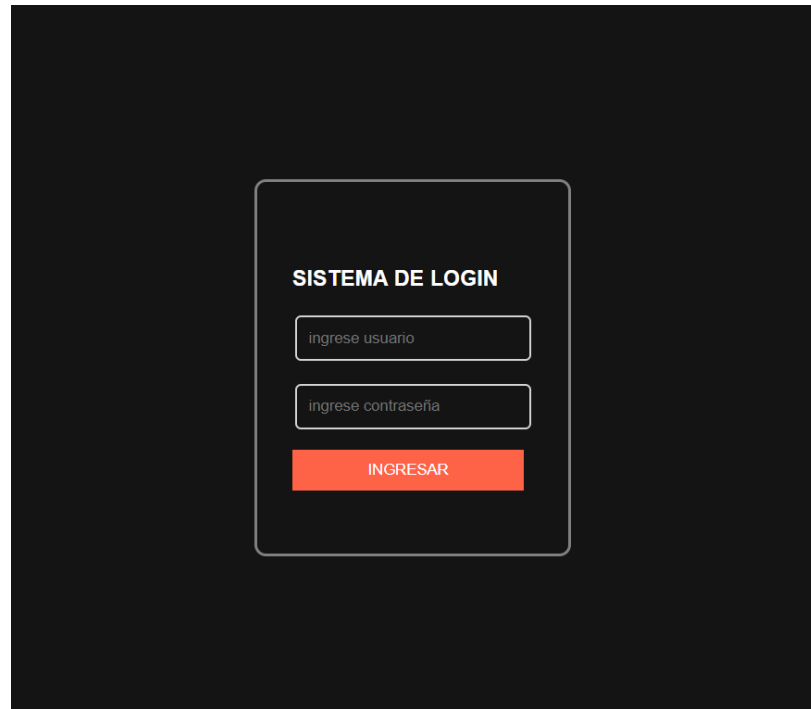 SISTEMA DE LOGIN
ingrese usuario
ingrese contraseña
INGRESAR